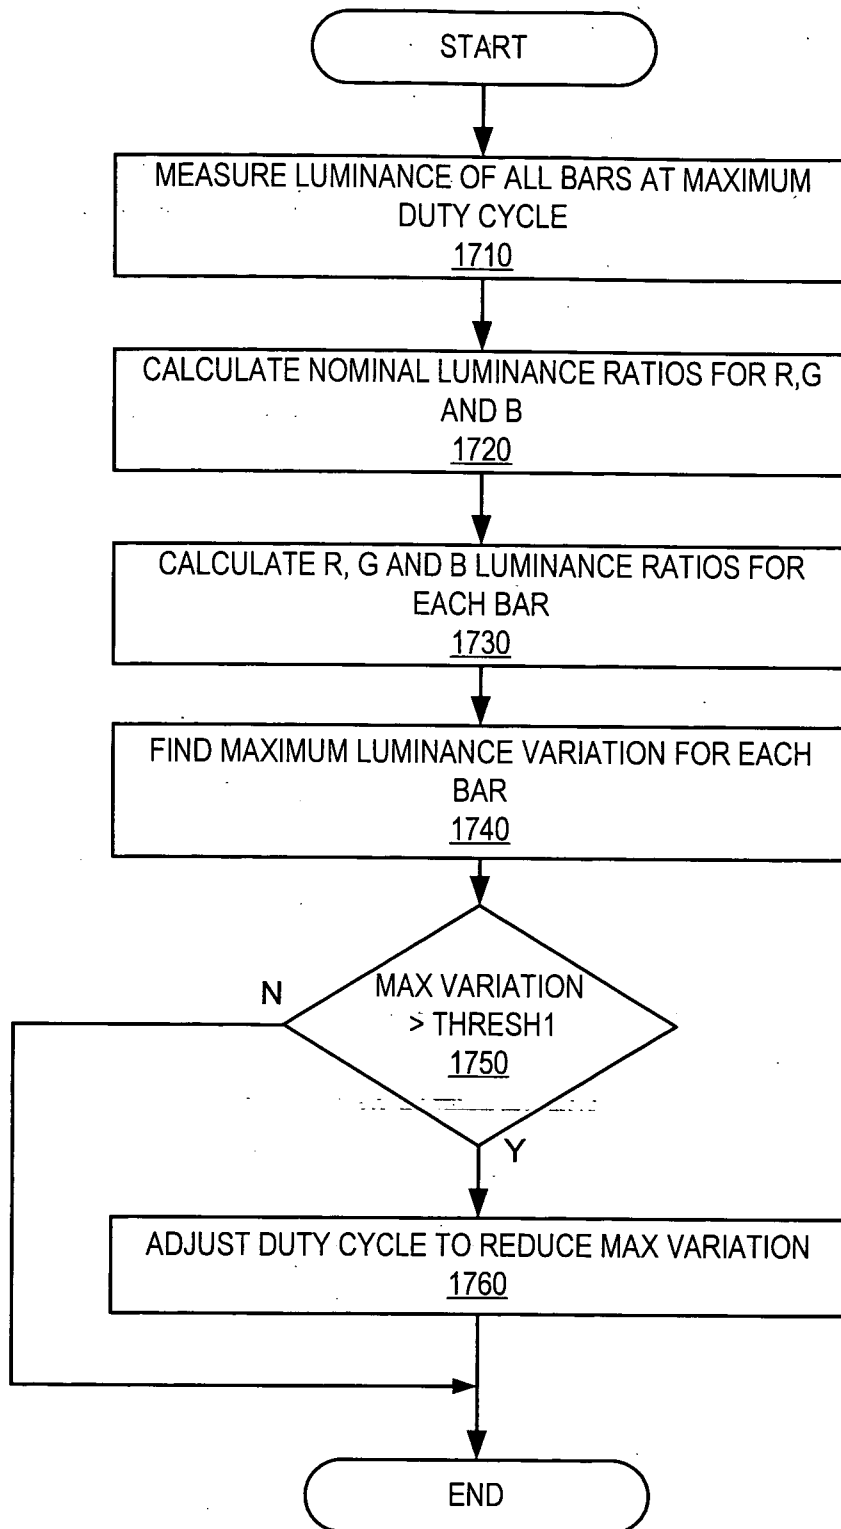 START
MEASURE LUMINANCE OF ALL BARS AT MAXIMUM
DUTY CYCLE
1710
CALCULATE NOMINAL LUMINANCE RATIOS FOR R,G
AND B
1720
CALCULATE R, G AND B LUMINANCE RATIOS FOR
EACH BAR
1730
FIND MAXIMUM LUMINANCE VARIATION FOR EACH
BAR
1740
N
MAX VARIATION
> THRESH1
1750
Y
ADJUST DUTY CYCLE TO REDUCE MAX VARIATION
1760
END